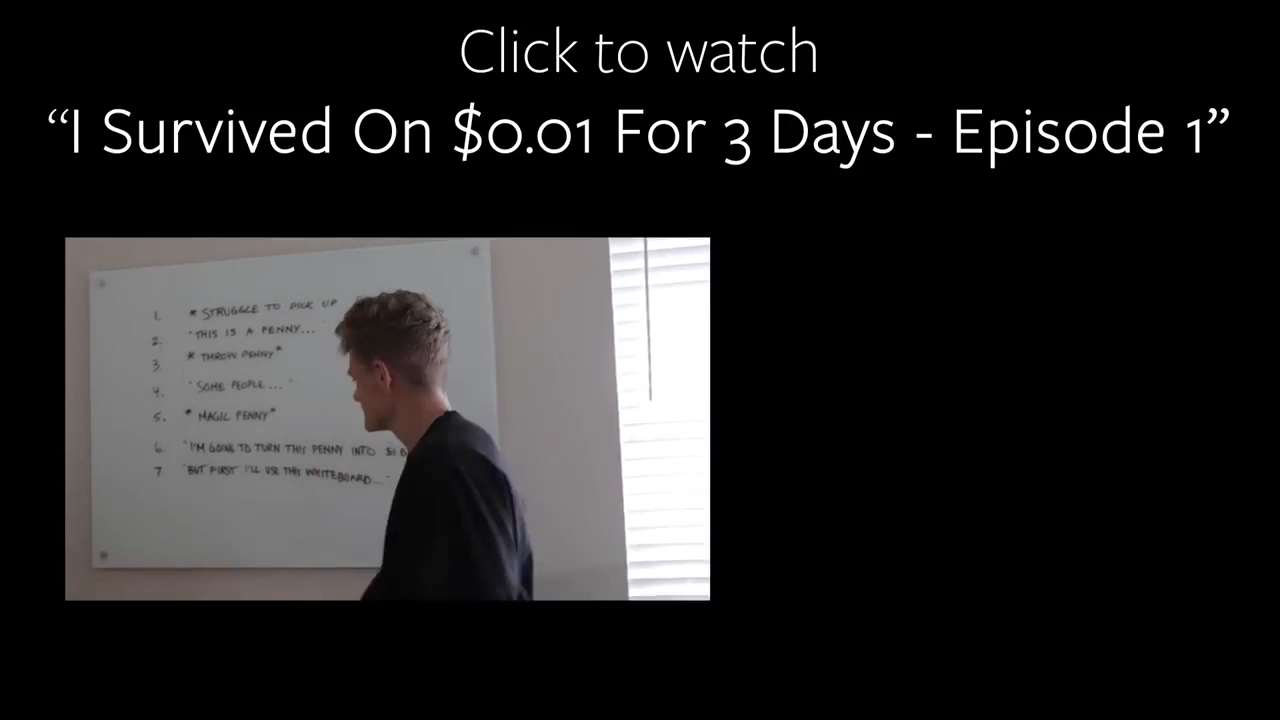 Click to watch
“I Survived On $0.01 For 3 Days - Episode 1”
1. * STRUGGLE TO PICK UP
2. "THIS IS A PENNY..."
3. * THROW PENNY*
4. "SOME PEOPLE..."
5. * MAGIC PENNY*
6. "I'M GOING TO TURN THIS PENNY INTO $1
7. "BUT FIRST I'LL USE THIS WHITEBOARD..."